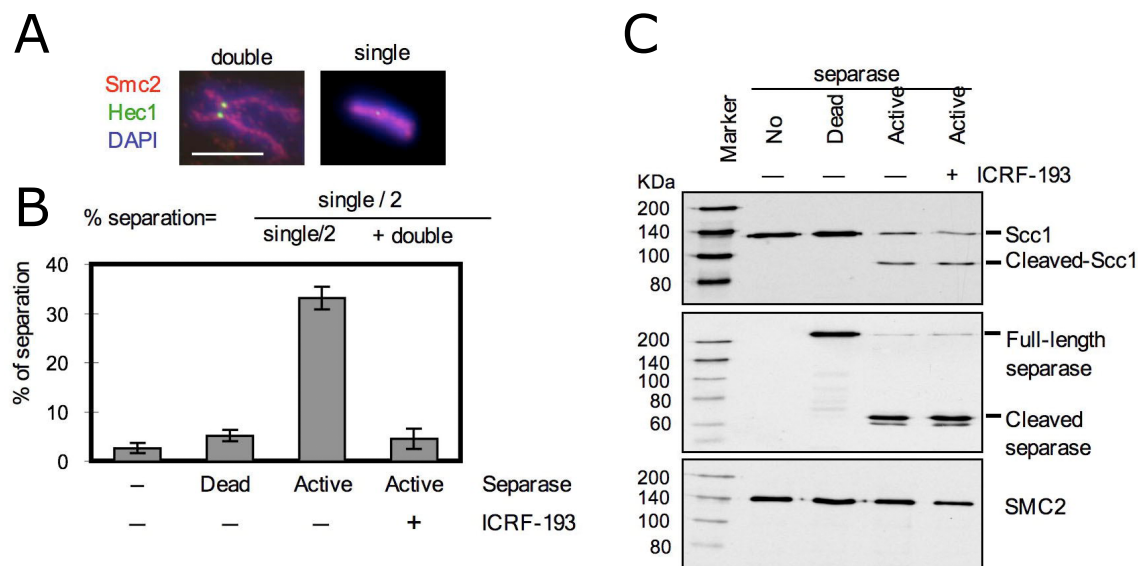 A
double
single
Smc2
Hec1
DAPI
B
% separation=
single / 2
single/2 + double
40
30
20
10
0
% of separation
– Dead Active Active Separase
– – – + ICRF-193
C
separase
Marker
No
Dead
Active
Active
KDa
— — — + ICRF-193
200
140
100
80
Scc1
Cleaved-Scc1
200
140
100
80
60
Full-length
separase
Cleaved
separase
200
140
100
80
SMC2